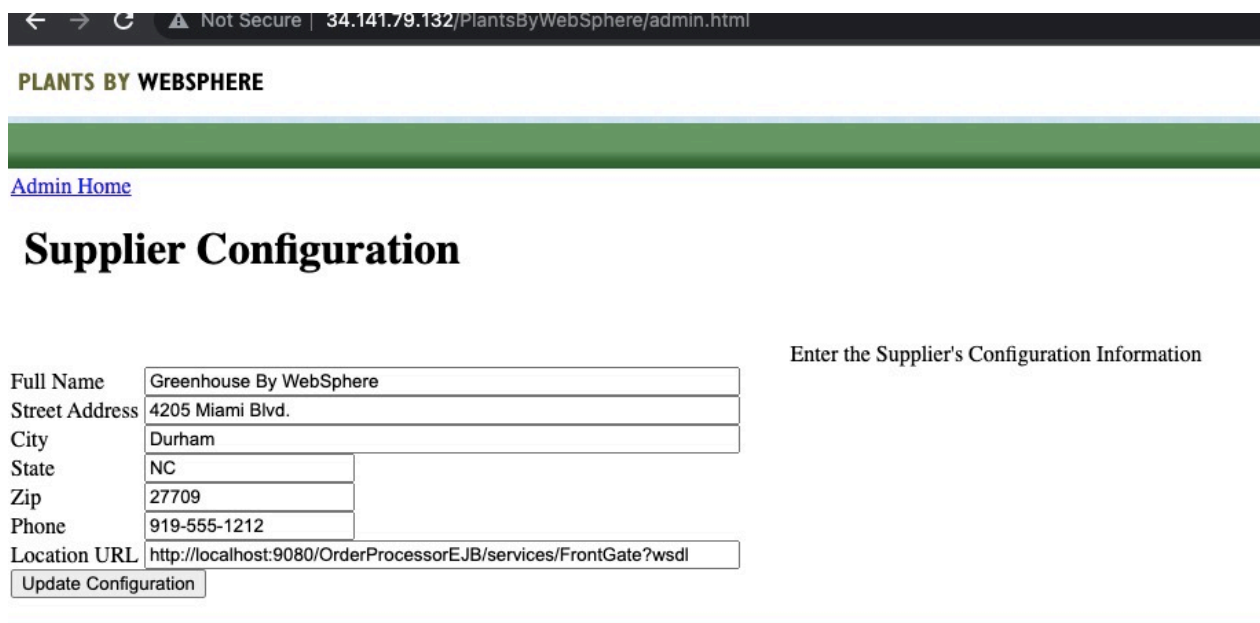 Not Secure | 34.141.79.132/PlantsByWebSphere/admin.html
PLANTS BY WEBSPHERE
Admin Home
Supplier Configuration
Enter the Supplier's Configuration Information
Full Name Greenhouse By WebSphere
Street Address 4205 Miami Blvd.
City Durham
State NC
Zip 27709
Phone 919-555-1212
Location URL http://localhost:9080/OrderProcessorEJB/services/FrontGate?wsdl
Update Configuration